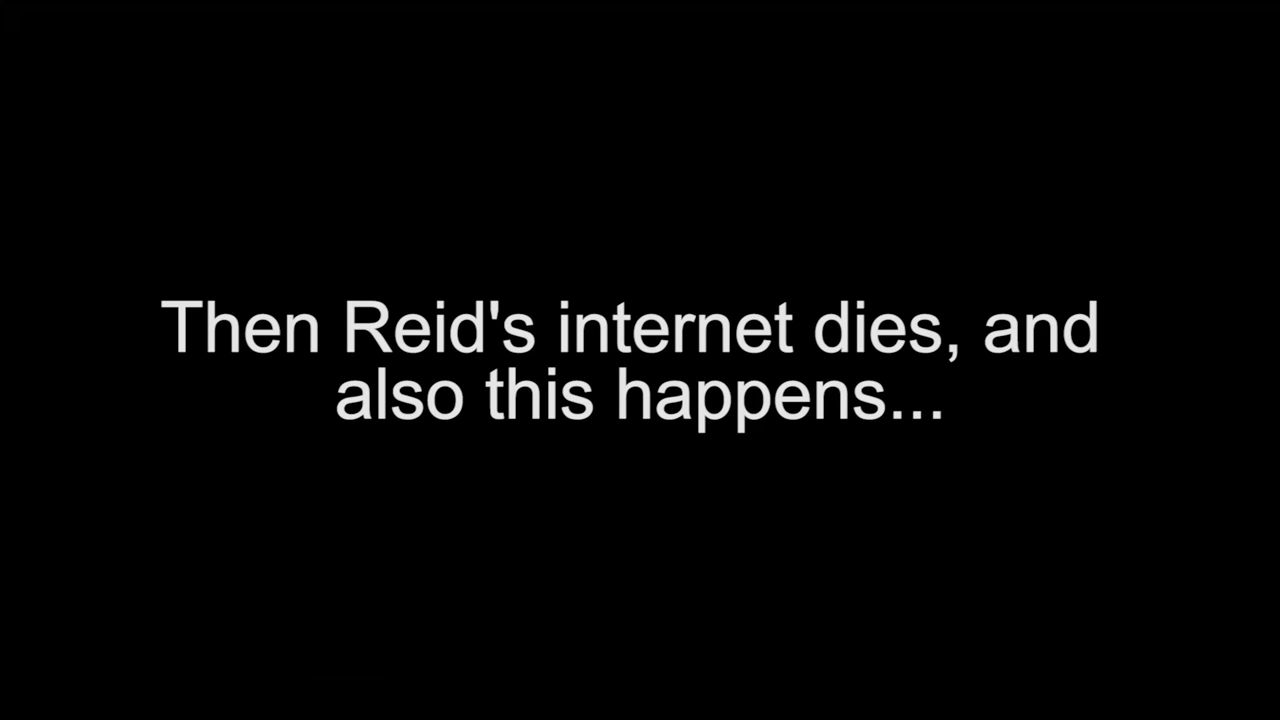 Then Reid's internet dies, and
also this happens...